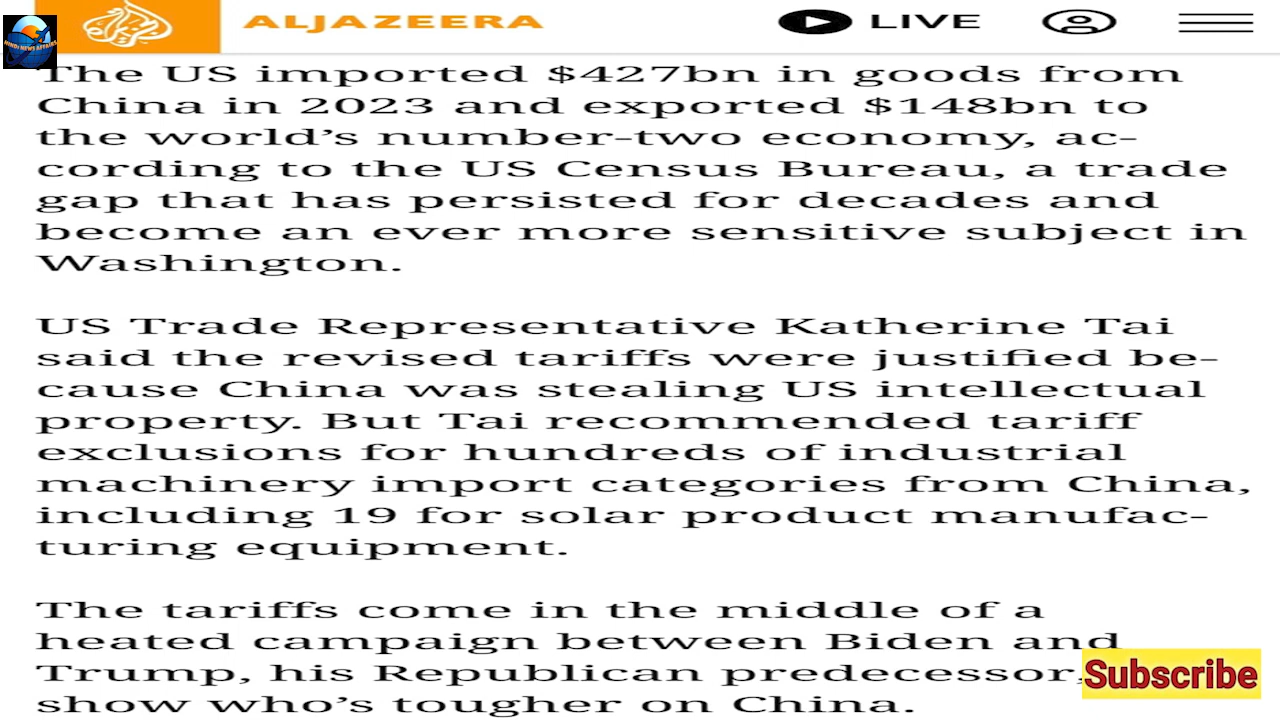 HINDI NEWS AFFAIRS
ALJAZEERA
LIVE
The US imported $427bn in goods from
China in 2023 and exported $148bn to
the world’s number-two economy, ac-
cording to the US Census Bureau, a trade
gap that has persisted for decades and
become an ever more sensitive subject in
Washington.
US Trade Representative Katherine Tai
said the revised tariffs were justified be-
cause China was stealing US intellectual
property. But Tai recommended tariff
exclusions for hundreds of industrial
machinery import categories from China,
including 19 for solar product manufac-
turing equipment.
The tariffs come in the middle of a
heated campaign between Biden and
Trump, his Republican predecessor,
show who’s tougher on China.
Subscribe